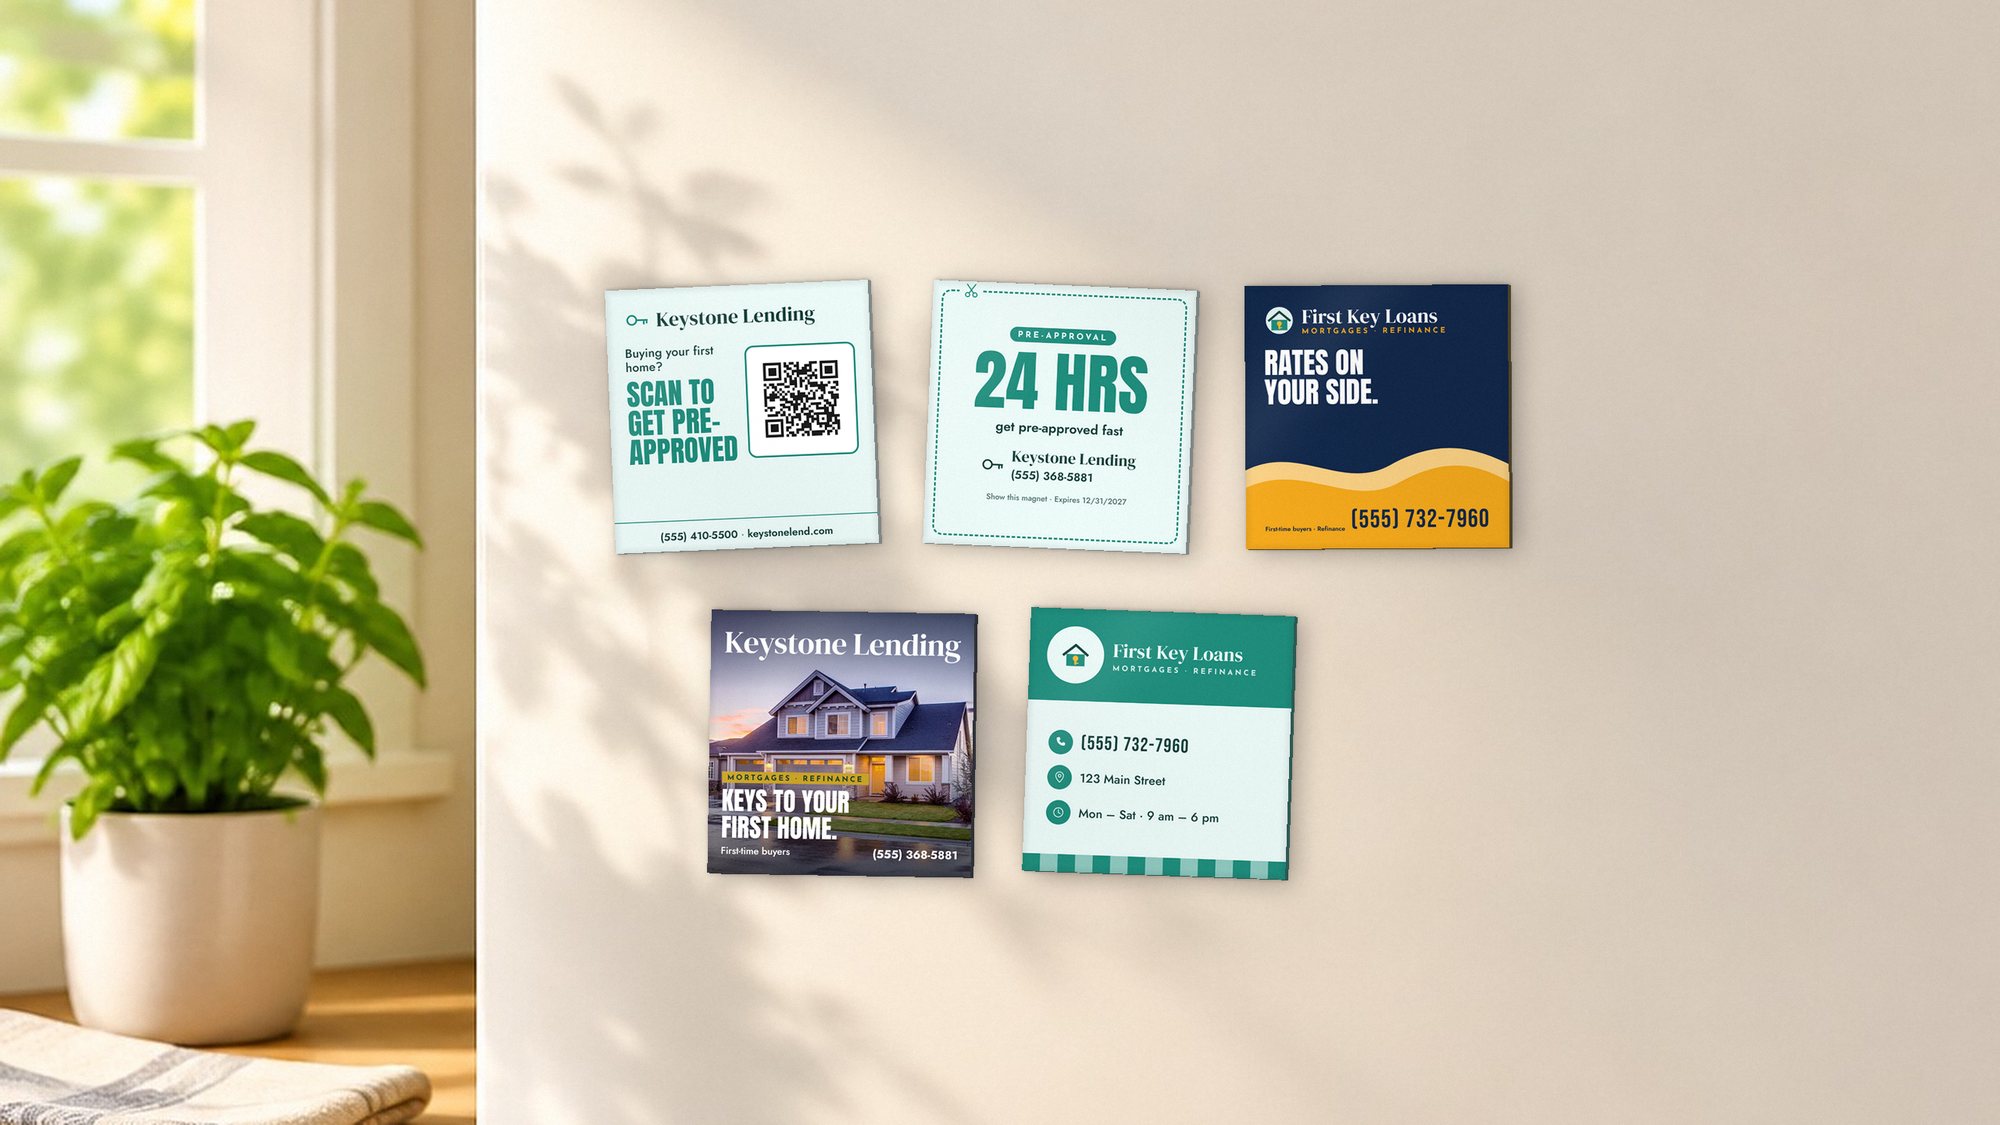 Keystone Lending
Buying your first
home?
SCAN TO
GET PRE-
APPROVED
(555) 410-5500 · keystonelend.com
PRE-APPROVAL
24 HRS
get pre-approved fast
Keystone Lending
(555) 368-5881
Show this magnet · Expires 12/31/2027
First Key Loans
MORTGAGES · REFINANCE
RATES ON
YOUR SIDE.
First-time buyers · Refinance (555) 732-7960
Keystone Lending
MORTGAGES · REFINANCE
KEYS TO YOUR
FIRST HOME.
First-time buyers (555) 368-5881
First Key Loans
MORTGAGES · REFINANCE
(555) 732-7960
123 Main Street
Mon – Sat · 9 am – 6 pm